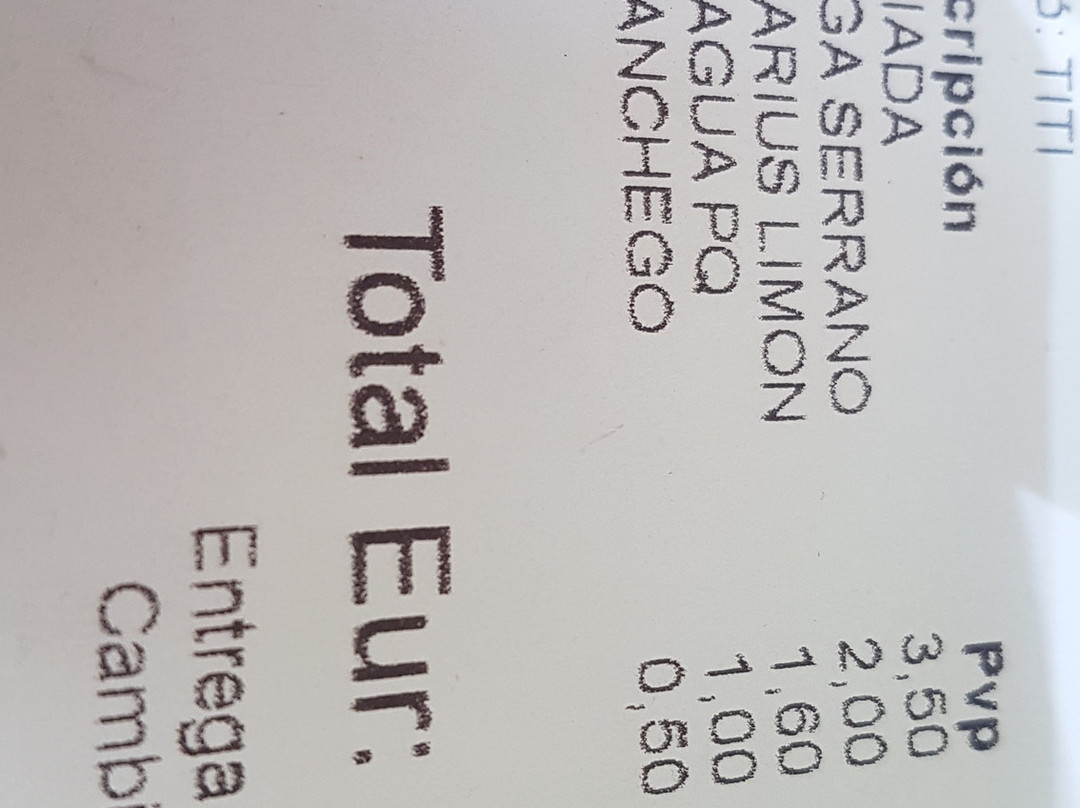 : TITI
cripción pvp
IADA 3,50
GA SERRANO 2,00
ARIUS LIMON 1,60
AGUA PQ 1,00
ANCHEGO 0,50
Total Eur:
Entrega
Cambi